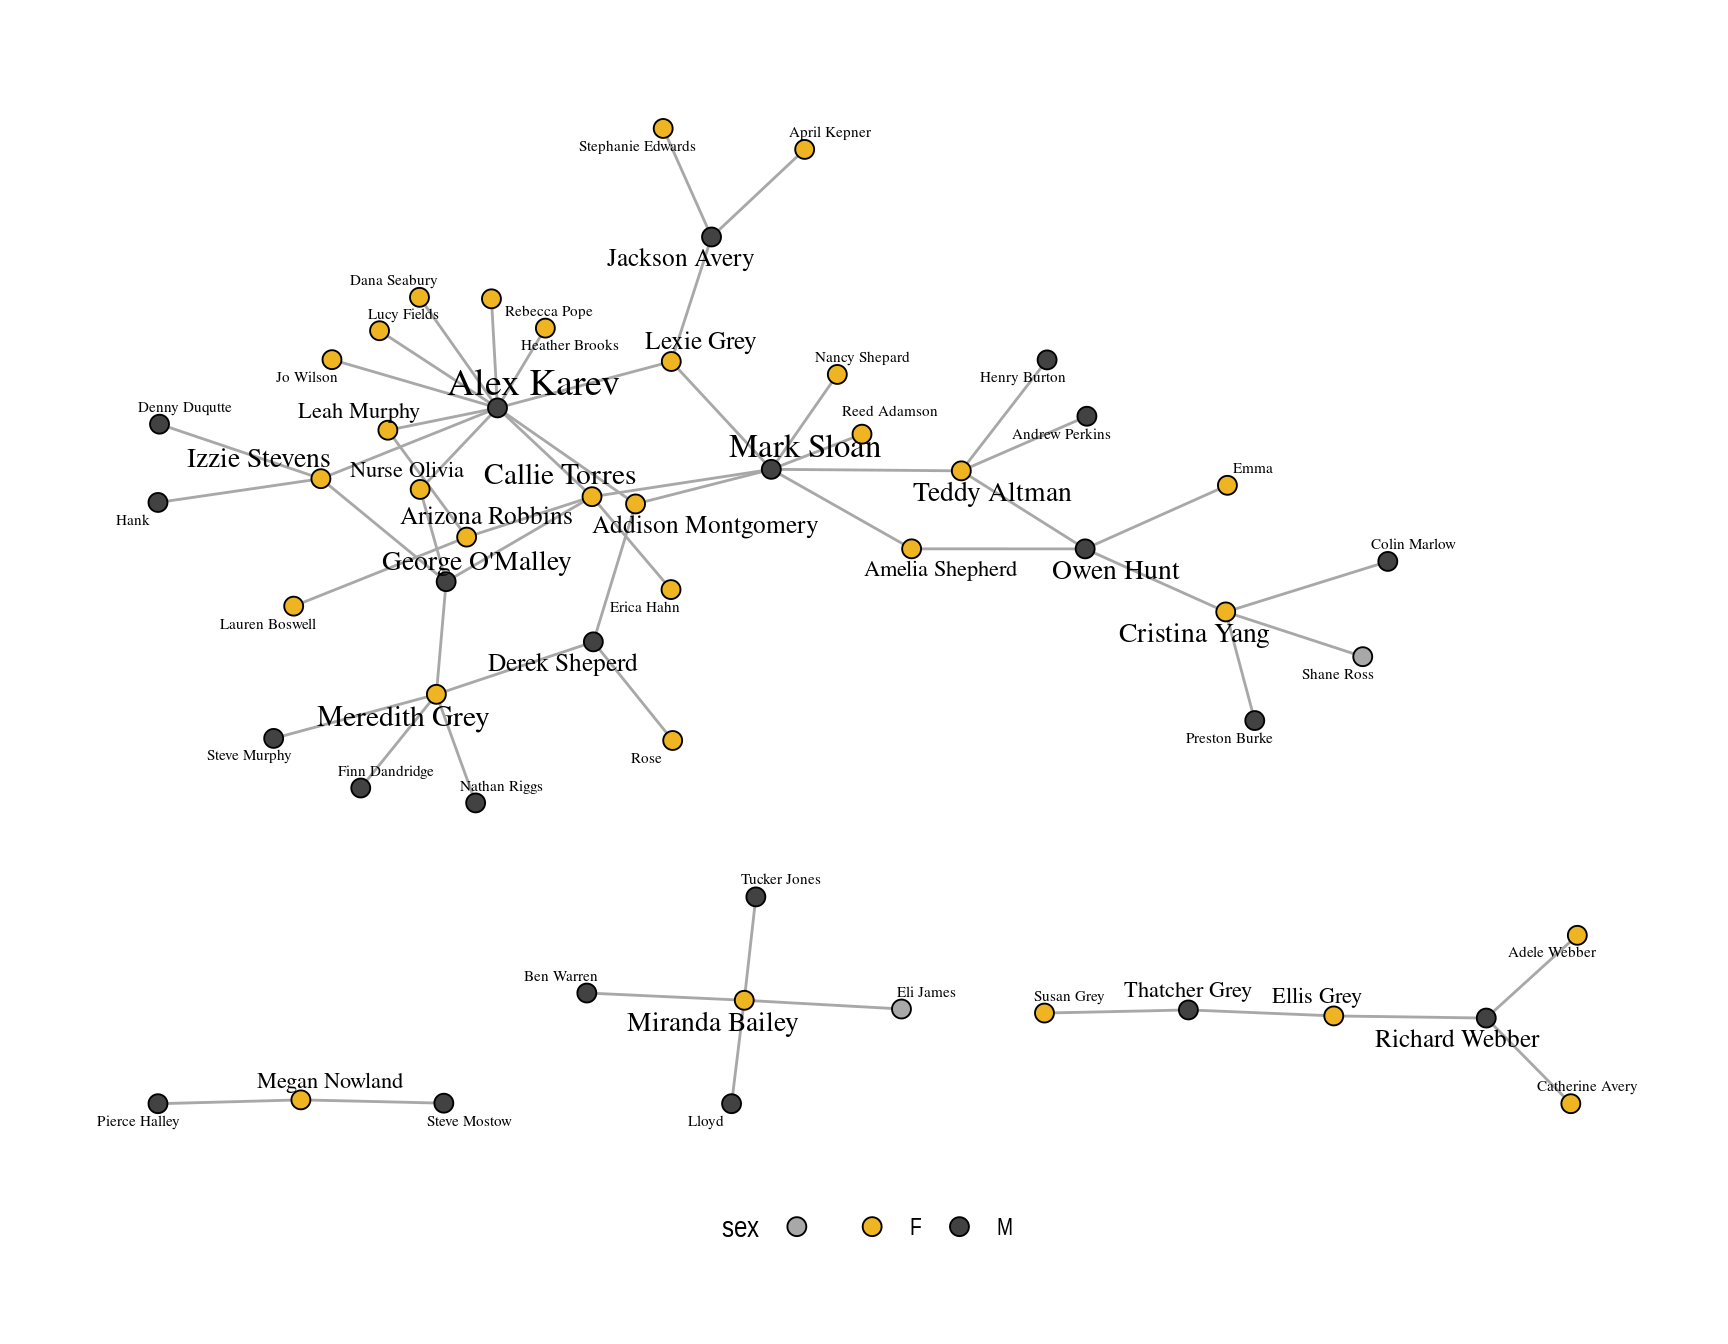 April Kepner
Stephanie Edwards
Jackson Avery
Dana Seabury
Lucy Fields
Rebecca Pope
Heather Brooks
Lexie Grey
Nancy Shepard
Jo Wilson
Henry Burton
Alex Karev
Denny Duqutte
Leah Murphy
Reed Adamson
Andrew Perkins
Mark Sloan
Izzie Stevens
Nurse Olivia
Callie Torres
Emma
Teddy Altman
Hank
Arizona Robbins
Addison Montgomery
Colin Marlow
George O'Malley
Amelia Shepherd
Owen Hunt
Erica Hahn
Lauren Boswell
Cristina Yang
Derek Sheperd
Shane Ross
Meredith Grey
Preston Burke
Steve Murphy
Rose
Finn Dandridge
Nathan Riggs
Tucker Jones
Adele Webber
Ben Warren
Eli James
Susan Grey
Thatcher Grey
Ellis Grey
Miranda Bailey
Richard Webber
Megan Nowland
Catherine Avery
Pierce Halley
Steve Mostow
Lloyd
sex F M